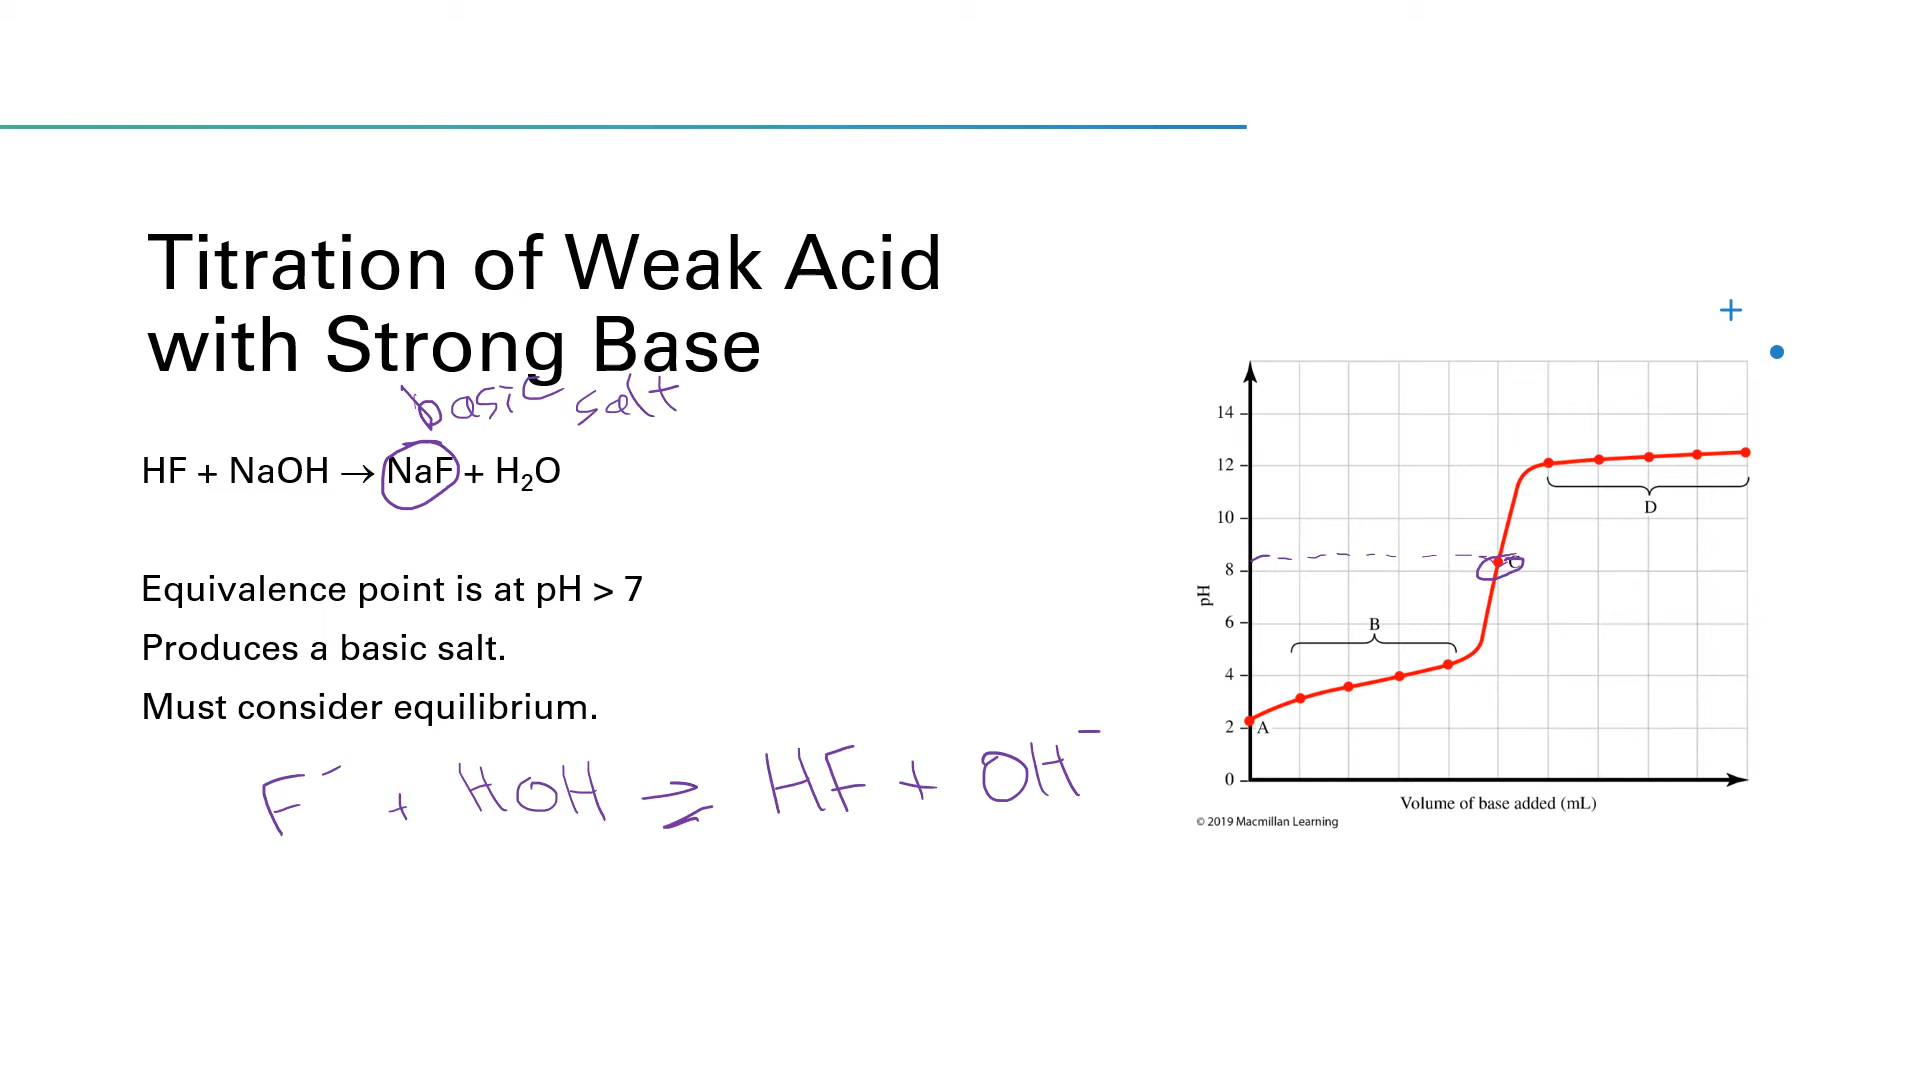 Titration of Weak Acid
with Strong Base
basic salt
HF + NaOH → NaF + H₂O
Equivalence point is at pH > 7
Produces a basic salt.
Must consider equilibrium.
F⁻ + HOH ⇌ HF + OH⁻
14
12
10
8
6
4
2
0
pH
A
B
C
D
Volume of base added (mL)
© 2019 Macmillan Learning